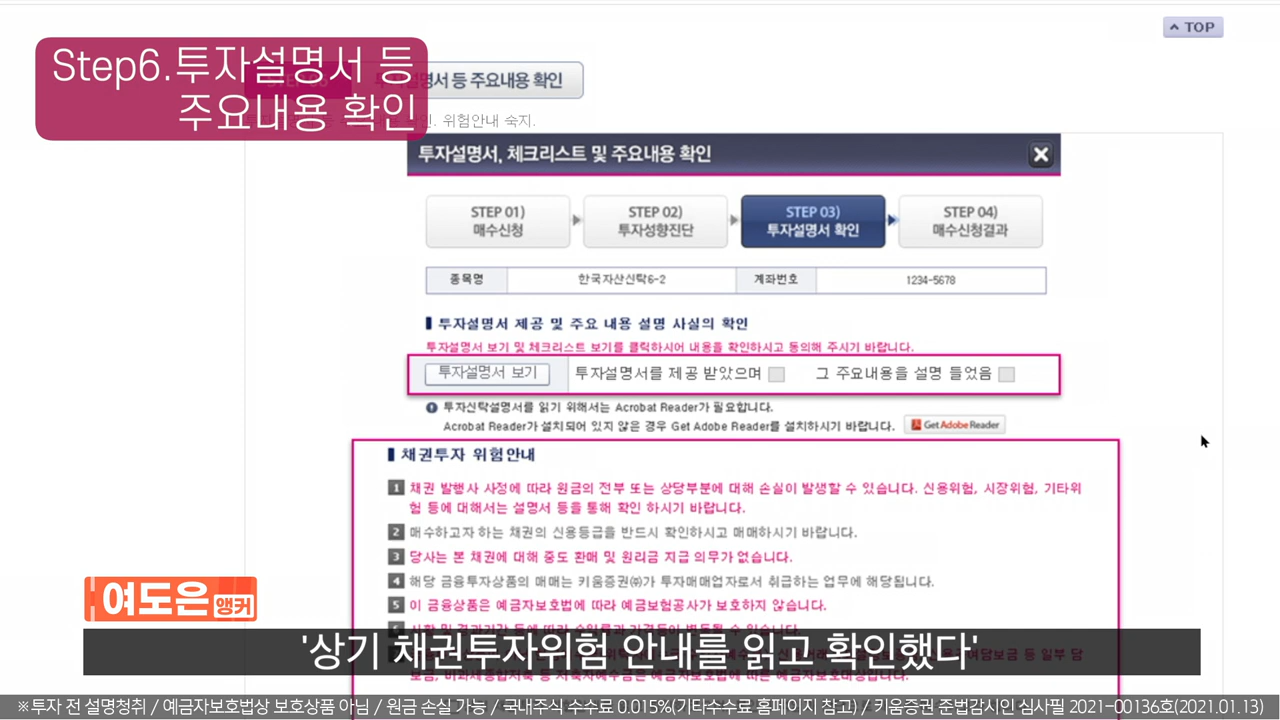 TOP
Step6.투자설명서 등
주요내용 확인
명서 등 주요내용 확인
인. 위험안내 숙지.
투자설명서, 체크리스트 및 주요내용 확인
STEP 01)
매수신청
STEP 02)
투자성향진단
STEP 03)
투자설명서 확인
STEP 04)
매수신청결과
종목명 한국자산신탁6-2 계좌번호 1234-5678
투자설명서 제공 및 주요 내용 설명 사실의 확인
투자설명서 보기 및 체크리스트 보기를 클릭하시어 내용을 확인하시고 동의해 주시기 바랍니다.
투자설명서 보기 투자설명서를 제공 받았으며 그 주요내용을 설명 들었음
투자신탁설명서를 읽기 위해서는 Acrobat Reader가 필요합니다.
Acrobat Reader가 설치되어 있지 않은 경우 Get Adobe Reader를 설치하시기 바랍니다. Get Adobe Reader
채권투자 위험안내
1 채권 발행사 사정에 따라 원금의 전부 또는 상당부분에 대해 손실이 발생할 수 있습니다. 신용위험, 시장위험, 기타위
험 등에 대해서는 설명서 등을 통해 확인 하시기 바랍니다.
2 매수하고자 하는 채권의 신용등급을 반드시 확인하시고 매매하시기 바랍니다.
3 당사는 본 채권에 대해 중도 환매 및 원리금 지급 의무가 없습니다.
4 해당 금융투자상품의 매매는 키움증권㈜가 투자매매업자로서 취급하는 업무에 해당됩니다.
5 이 금융상품은 예금자보호법에 따라 예금보험공사가 보호하지 않습니다.
여도은 앵커
'상기 채권투자위험 안내를 읽고 확인했다'
※투자 전 설명청취 / 예금자보호법상 보호상품 아님 / 원금 손실 가능 / 국내주식 수수료 0.015%(기타수수료 홈페이지 참고) / 키움증권 준법감시인 심사필 2021-00136호(2021.01.13)